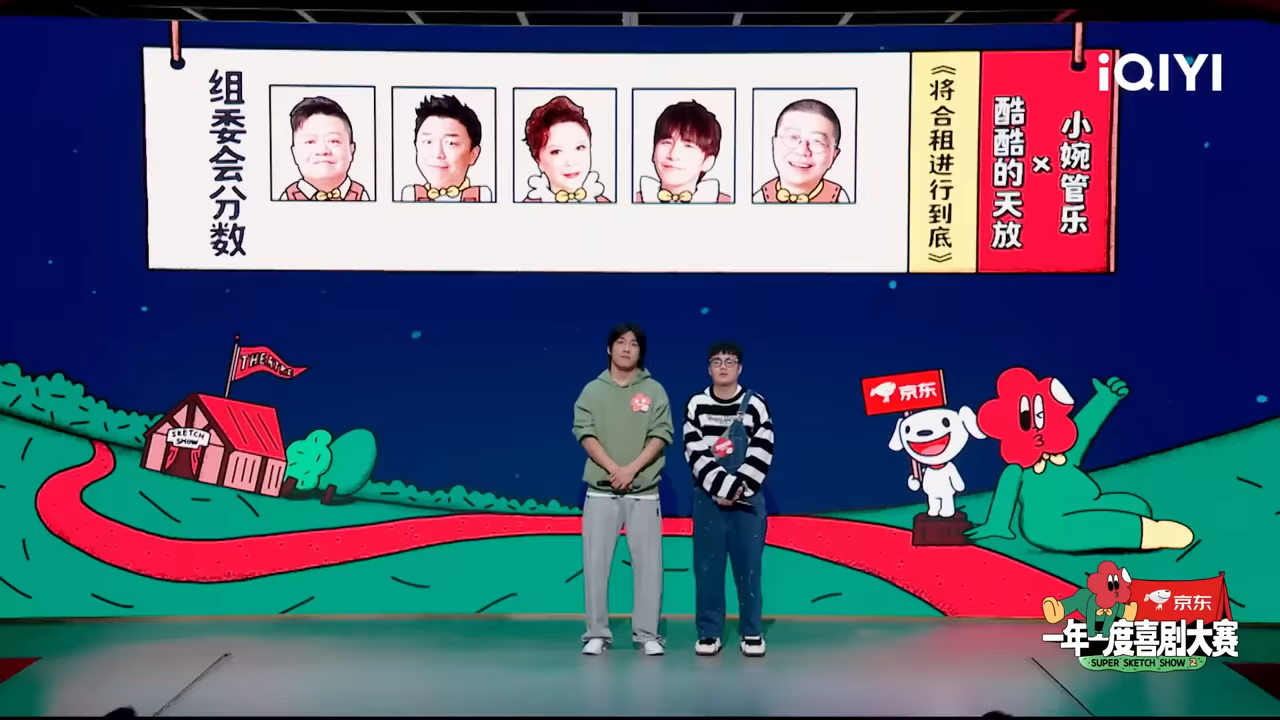 组委会分数
《将合租进行到底》
酷酷的天放
×
小婉管乐
iQIYI
THEATRE
SKETCH
SHOW
京东
京东
一年一度喜剧大赛
SUPER SKETCH SHOW 2